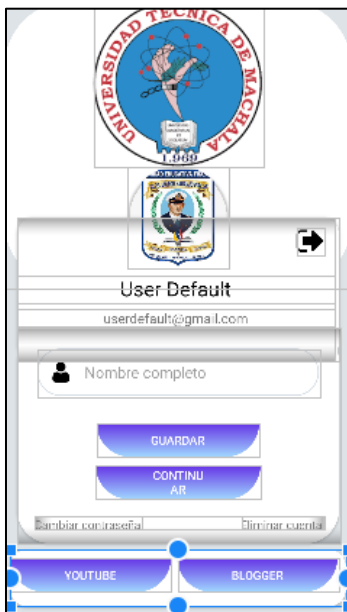 UNIVERSIDAD TECNICA DE MACHALA
1.969
User Default
userdefault@gmail.com
Nombre completo
GUARDAR
CONTINU
AR
Cambiar contraseña
Eliminar cuenta
YOUTUBE
BLOGGER